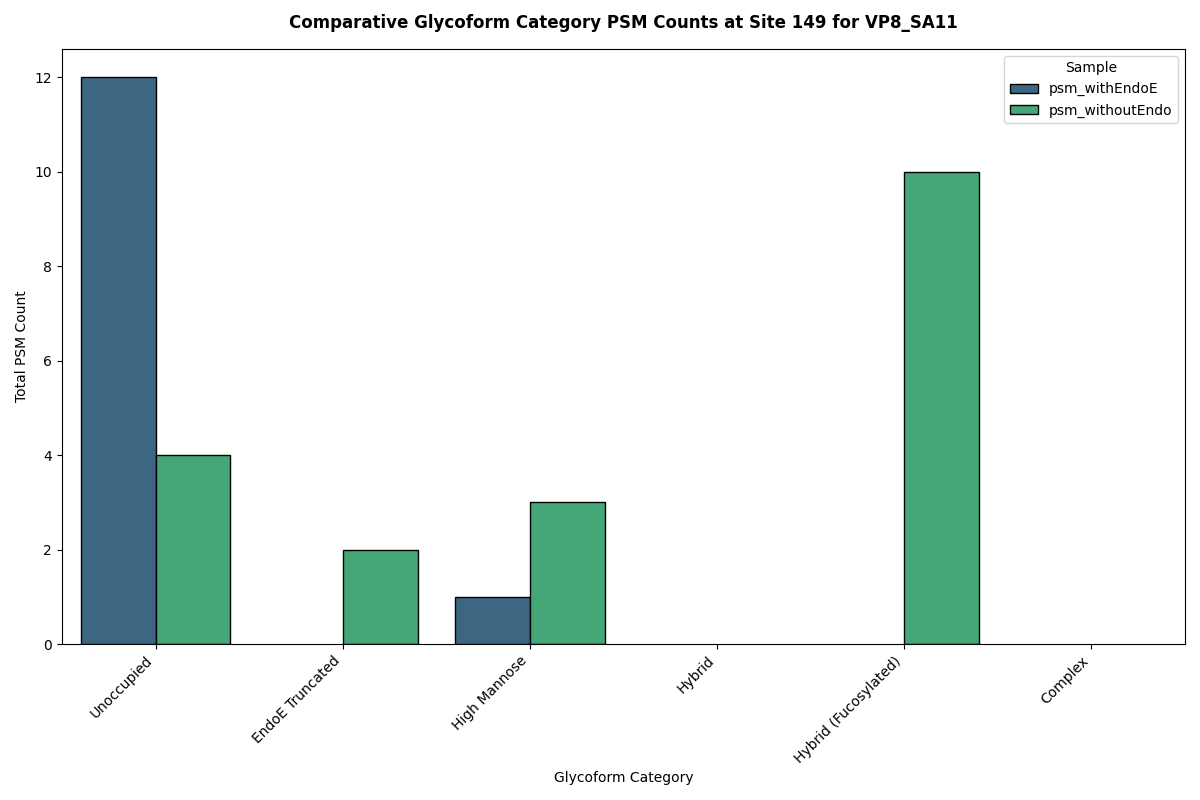 Comparative Glycoform Category PSM Counts at Site 149 for VP8_SA11
Sample
psm_withEndoE
psm_withoutEndo
Total PSM Count
12
10
8
6
4
2
0
Unoccupied
EndoE Truncated
High Mannose
Hybrid
Hybrid (Fucosylated)
Complex
Glycoform Category